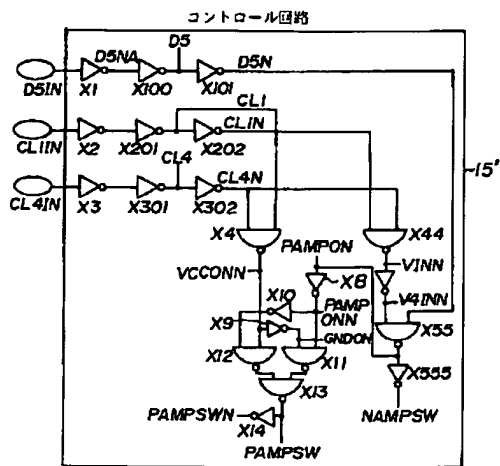 コントロール回路
D5
D5NA
D5N
D5IN
X1
X100
X101
CL1
CL1IN
CL1N
X2
X201
X202
CL4
CL4IN
CL4N
X3
X301
X302
15'
X4
X44
PAMPON
VINN
VCCONN
X8
X10
PAMP
ONN
V4INN
X9
GNDON
X55
X12
X11
X13
X555
PAMPSWN
X14
NAMPSW
PAMPSW